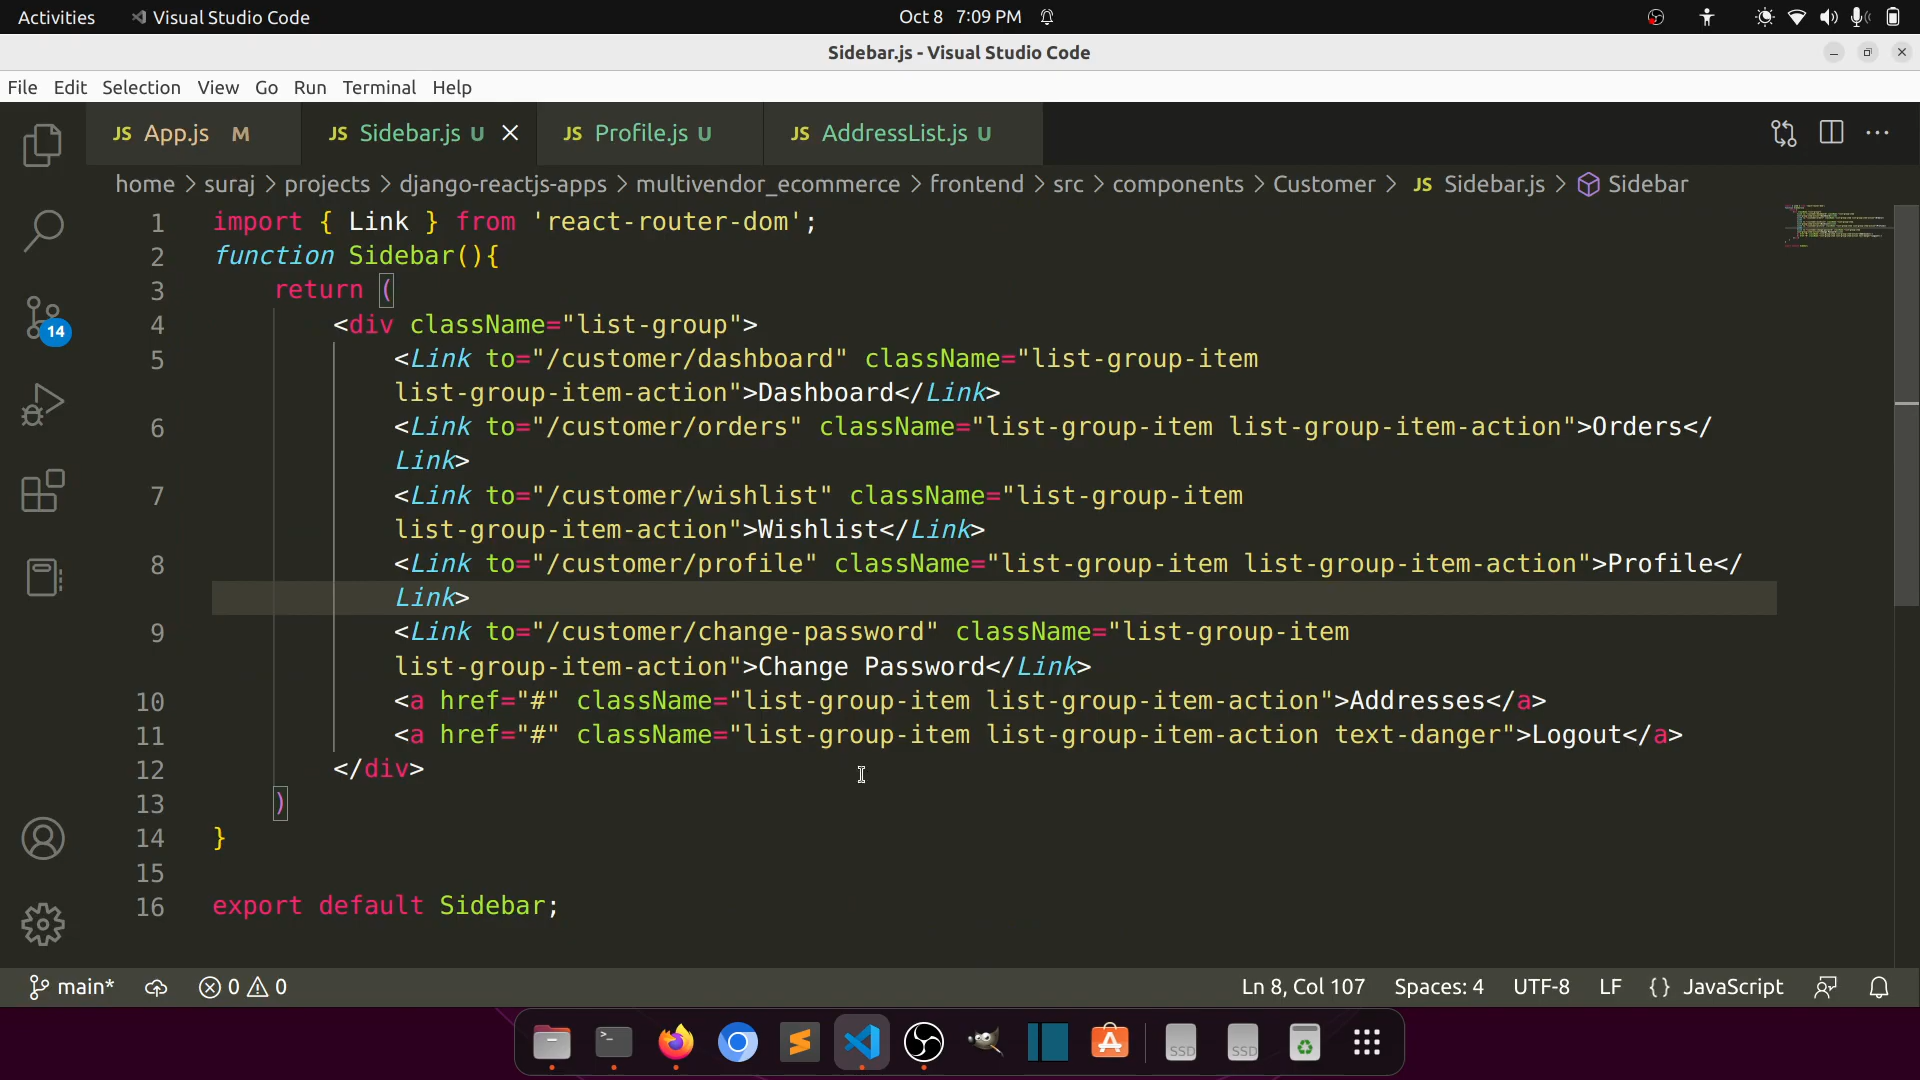 Activities Visual Studio Code Oct 8 7:09 PM
Sidebar.js - Visual Studio Code
File Edit Selection View Go Run Terminal Help
JS App.js M JS Sidebar.js U JS Profile.js U JS AddressList.js U
home > suraj > projects > django-reactjs-apps > multivendor_ecommerce > frontend > src > components > Customer > JS Sidebar.js > Sidebar
1 import { Link } from 'react-router-dom';
2 function Sidebar(){
3 return (
4 <div className="list-group">
5 <Link to="/customer/dashboard" className="list-group-item
list-group-item-action">Dashboard</Link>
6 <Link to="/customer/orders" className="list-group-item list-group-item-action">Orders</
Link>
7 <Link to="/customer/wishlist" className="list-group-item
list-group-item-action">Wishlist</Link>
8 <Link to="/customer/profile" className="list-group-item list-group-item-action">Profile</
Link>
9 <Link to="/customer/change-password" className="list-group-item
list-group-item-action">Change Password</Link>
10 <a href="#" className="list-group-item list-group-item-action">Addresses</a>
11 <a href="#" className="list-group-item list-group-item-action text-danger">Logout</a>
12 </div>
13 )
14 }
15
16 export default Sidebar;
14
main* 0 0 Ln 8, Col 107 Spaces: 4 UTF-8 LF {} JavaScript
>_ SSD SSD